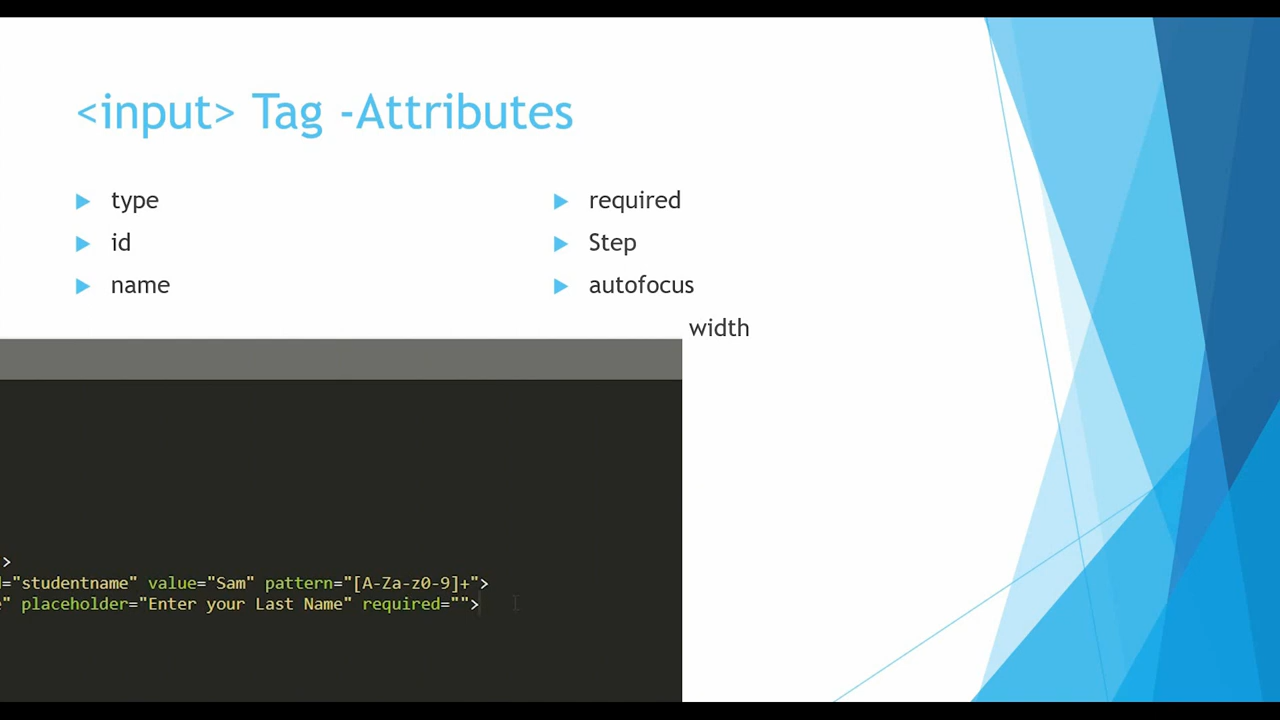 <input> Tag -Attributes
type
id
name
required
Step
autofocus
width
>
="studentname" value="Sam" pattern="[A-Za-z0-9]+">
" placeholder="Enter your Last Name" required="">